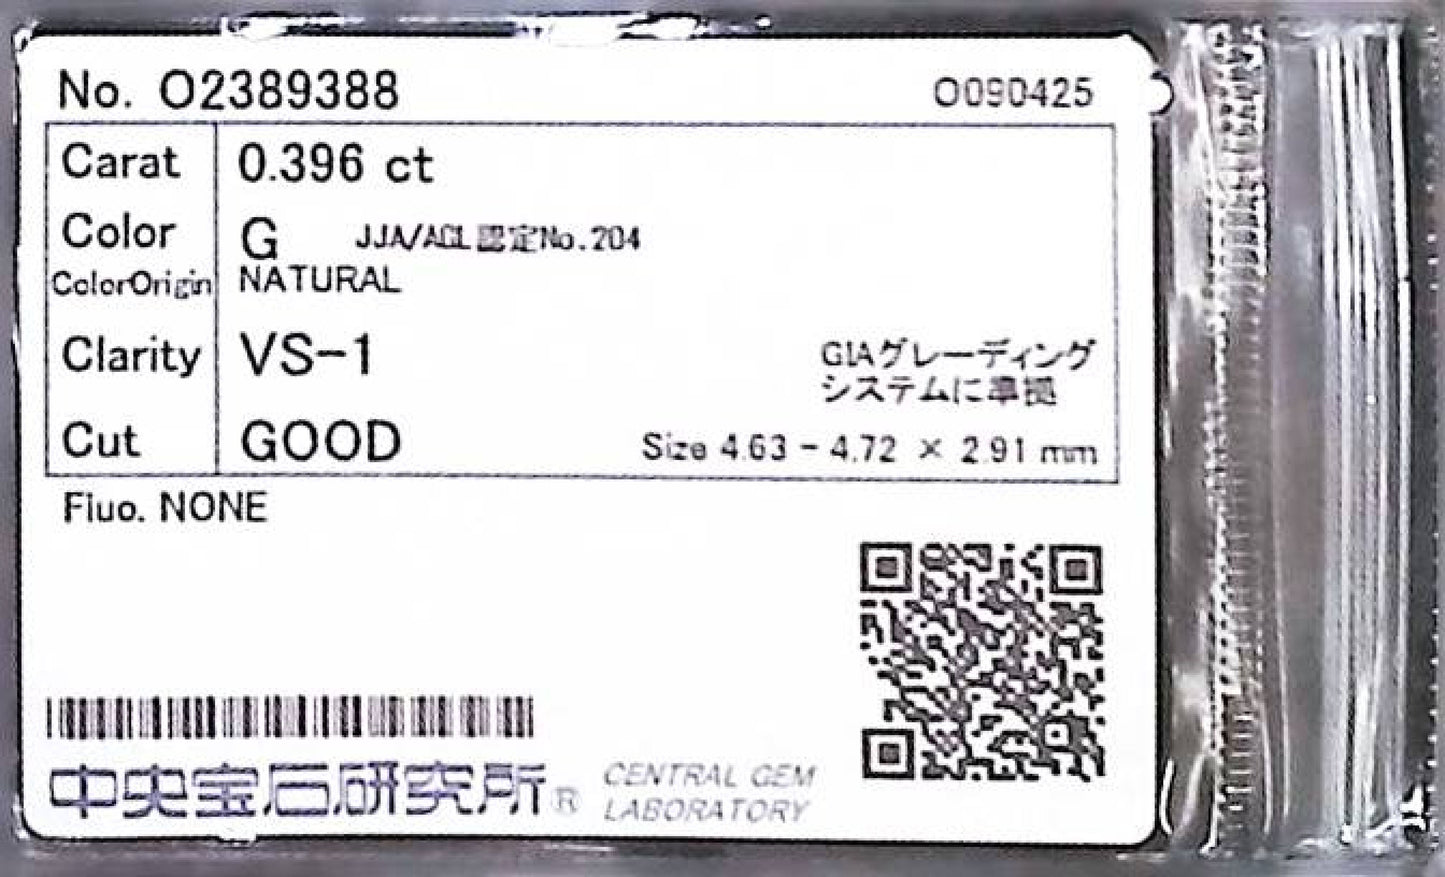 No. O2389388 O090425
Carat 0.396 ct
Color G JJA/AGL認定No.204
ColorOrigin NATURAL
Clarity VS-1 GIAグレーディング
システムに準拠
Cut GOOD Size 4.63 - 4.72 × 2.91 mm
Fluo. NONE
中央宝石研究所® CENTRAL GEM
LABORATORY